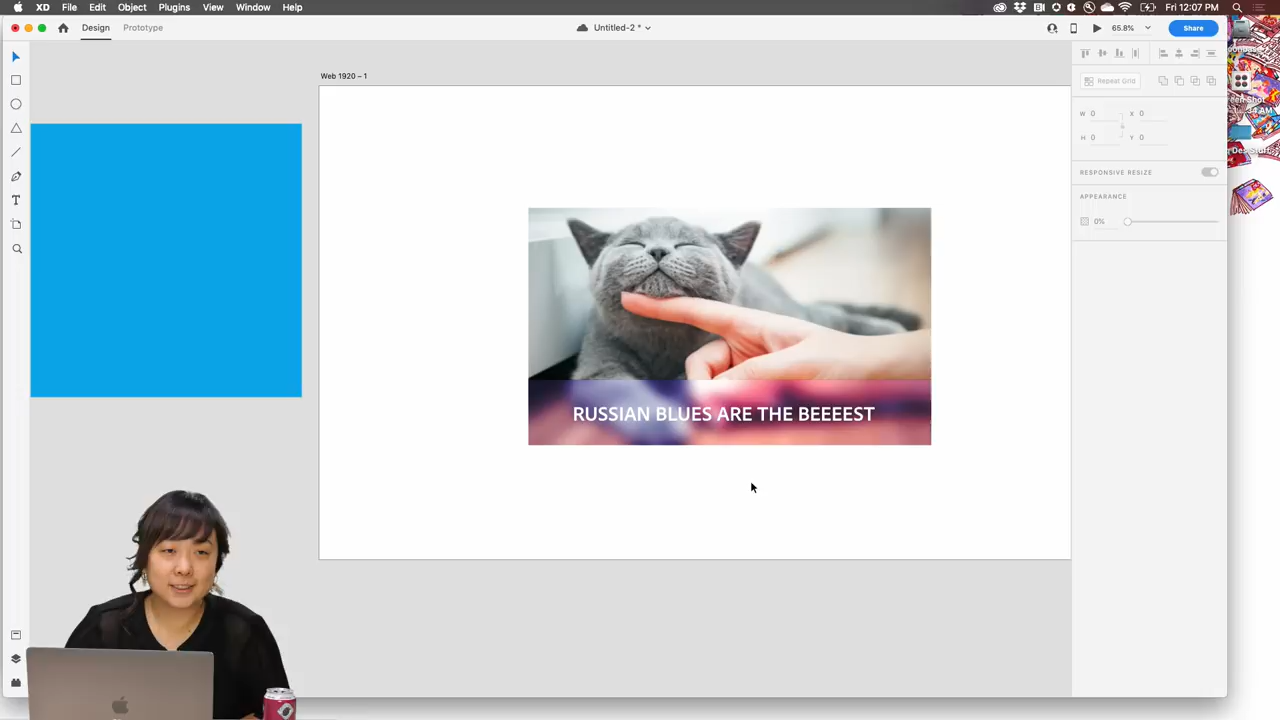 XD File Edit Object Plugins View Window Help
Fri 12:07 PM
Design Prototype
Untitled-2 *
65.8%
Share
Web 1920 – 1
Repeat Grid
W 0 X 0
H 0 Y 0
RESPONSIVE RESIZE
APPEARANCE
0%
T
RUSSIAN BLUES ARE THE BEEEEST